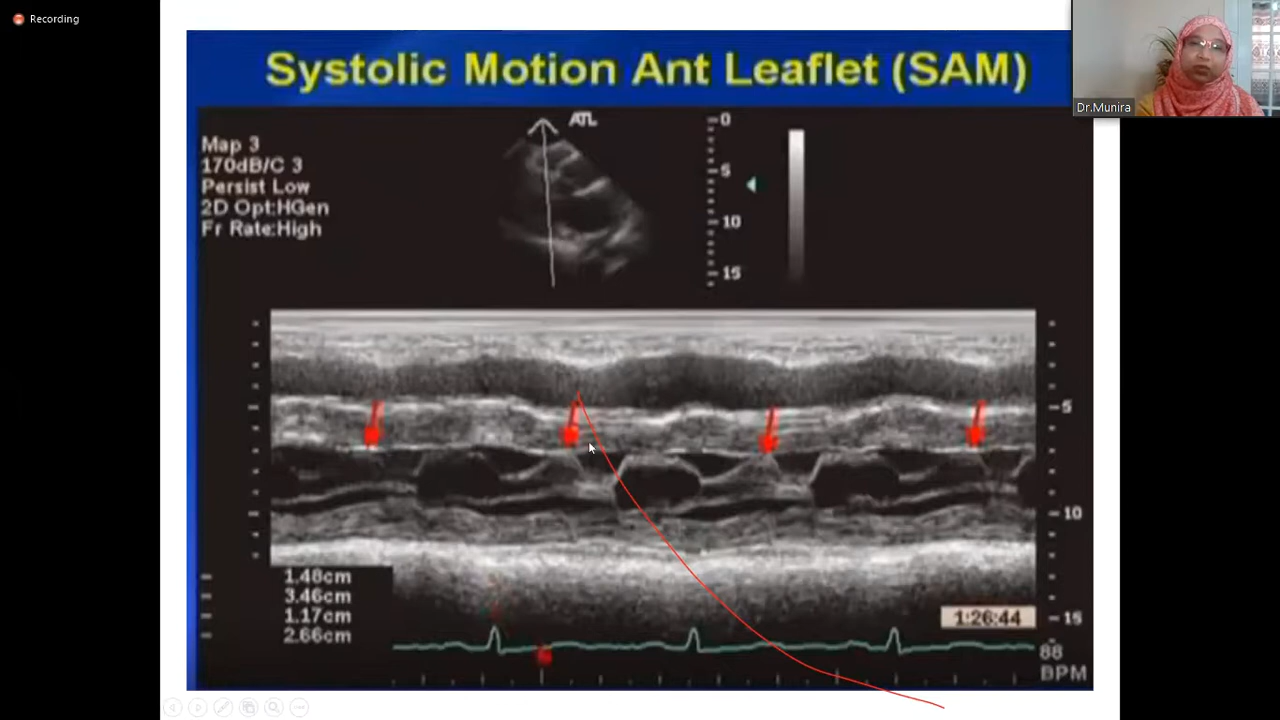 Recording
Systolic Motion Ant Leaflet (SAM)
Dr.Munira
ATL
Map 3
170dB/C 3
Persist Low
2D Opt:HGen
Fr Rate:High
0
5
10
15
5
10
15
1.48cm
3.46cm
1.17cm
2.66cm
1:26:44
88
BPM